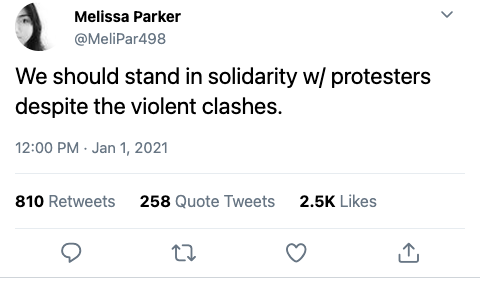 Melissa Parker
@MeliPar498
We should stand in solidarity w/ protesters
despite the violent clashes.
12:00 PM · Jan 1, 2021
810 Retweets 258 Quote Tweets 2.5K Likes